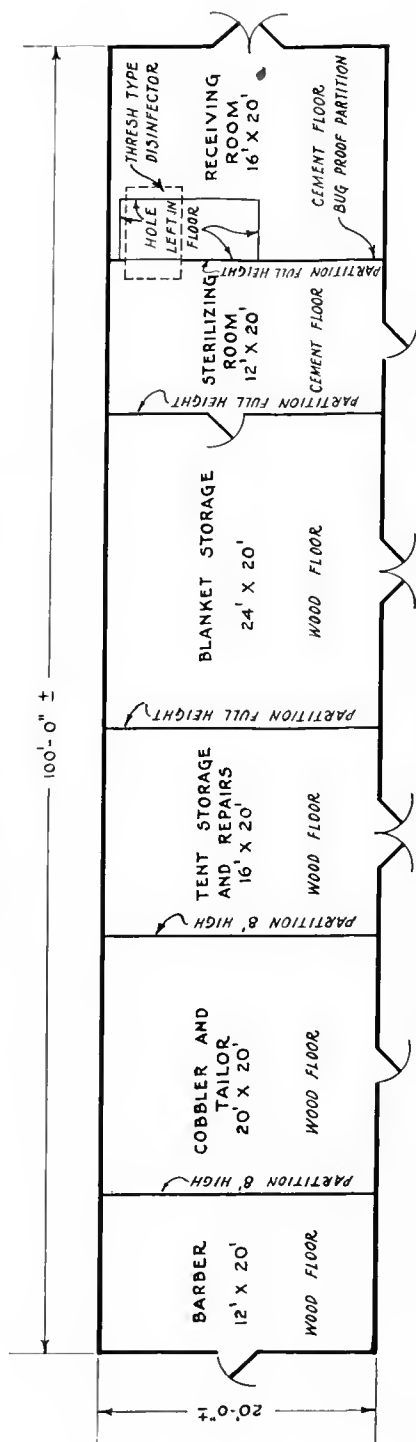 100'-0" ±
20'-0"±
BARBER
12' X 20'
WOOD FLOOR
PARTITION 8' HIGH
COBBLER AND
TAILOR
20' X 20'
WOOD FLOOR
PARTITION 8' HIGH
TENT STORAGE
AND REPAIRS
16' X 20'
WOOD FLOOR
PARTITION FULL HEIGHT
BLANKET STORAGE
24' X 20'
WOOD FLOOR
PARTITION FULL HEIGHT
STERILIZING
ROOM
12' X 20'
CEMENT FLOOR
PARTITION FULL HEIGHT
THRESH TYPE
DISINFECTOR
HOLE
LEFT IN
FLOOR
RECEIVING
ROOM
16' X 20'
CEMENT FLOOR
BUG PROOF PARTITION